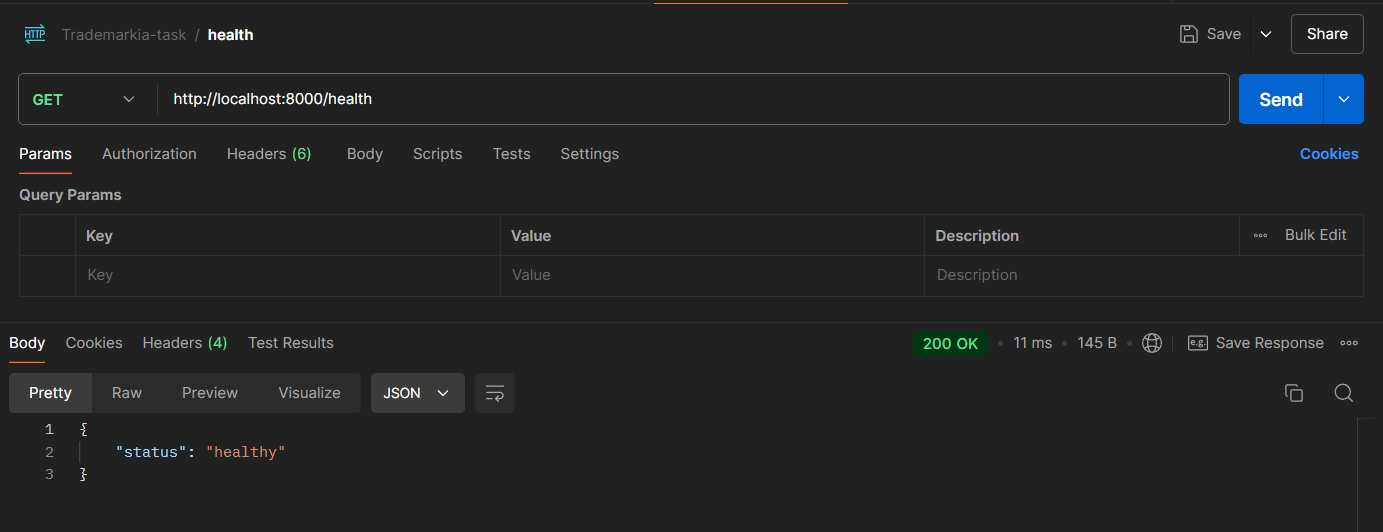 HTTP Trademarkia-task / health Save Share
GET http://localhost:8000/health Send
Params Authorization Headers (6) Body Scripts Tests Settings Cookies
Query Params
Key Value Description Bulk Edit
Key Value Description
Body Cookies Headers (4) Test Results 200 OK 11 ms 145 B e.g. Save Response
Pretty Raw Preview Visualize JSON
1 {
2 "status": "healthy"
3 }